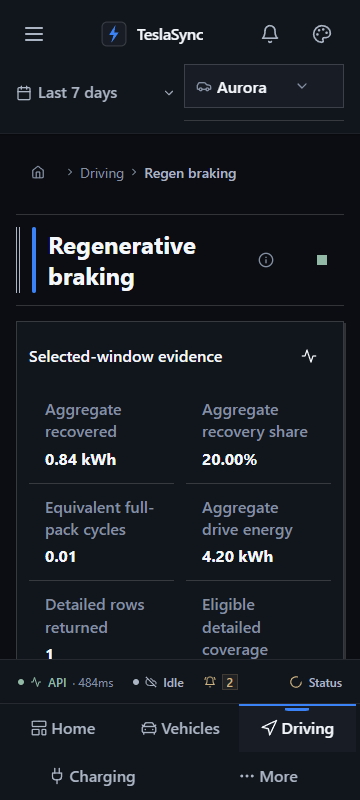 TeslaSync
Last 7 days
Aurora
Driving
Regen braking
Regenerative
braking
Selected-window evidence
Aggregate
recovered
0.84 kWh
Aggregate
recovery share
20.00%
Equivalent full-
pack cycles
0.01
Aggregate
drive energy
4.20 kWh
Detailed rows
returned
1
Eligible
detailed
coverage
API · 484ms
Idle
2
Status
Home
Vehicles
Driving
Charging
More